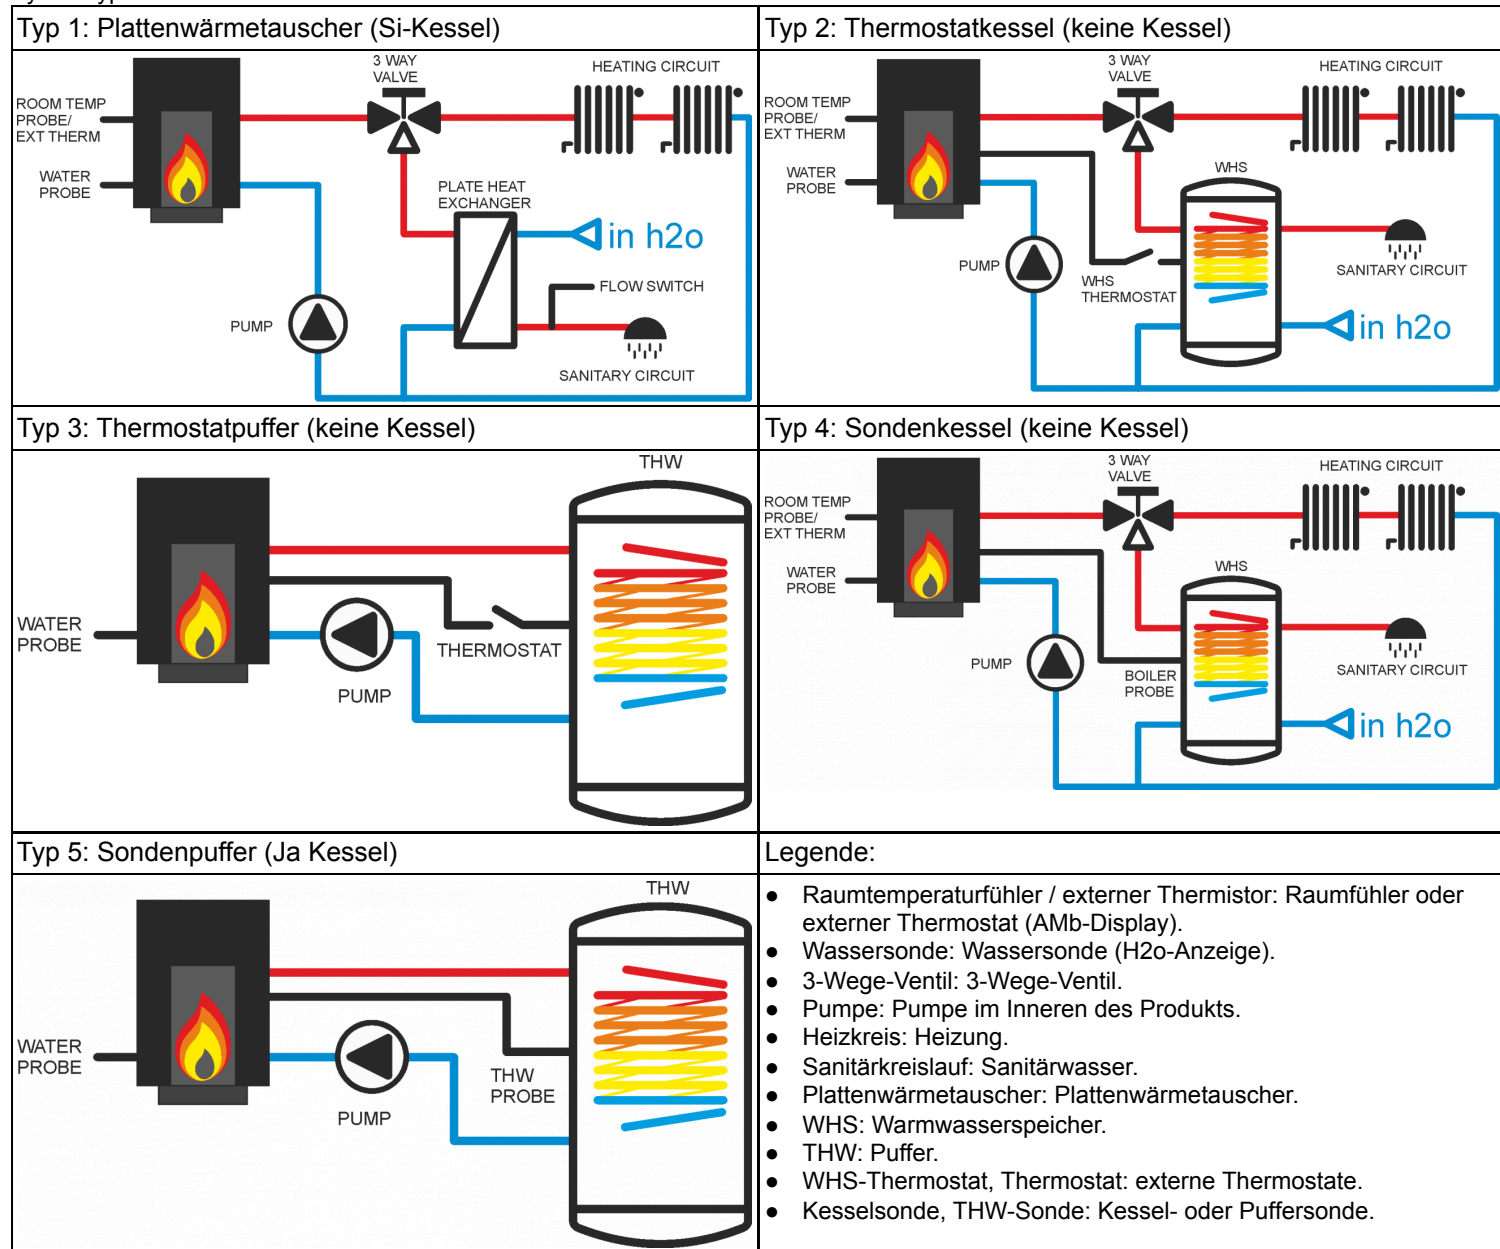 Typ 1: Plattenwärmetauscher (Si-Kessel)
3 WAY
VALVE
HEATING CIRCUIT
ROOM TEMP
PROBE/
EXT THERM
WATER
PROBE
PLATE HEAT
EXCHANGER
in h2o
FLOW SWITCH
PUMP
SANITARY CIRCUIT
Typ 2: Thermostatkessel (keine Kessel)
3 WAY
VALVE
HEATING CIRCUIT
ROOM TEMP
PROBE/
EXT THERM
WATER
PROBE
WHS
PUMP
WHS
THERMOSTAT
SANITARY CIRCUIT
in h2o
Typ 3: Thermostatpuffer (keine Kessel)
THW
WATER
PROBE
THERMOSTAT
PUMP
Typ 4: Sondenkessel (keine Kessel)
3 WAY
VALVE
HEATING CIRCUIT
ROOM TEMP
PROBE/
EXT THERM
WATER
PROBE
WHS
PUMP
BOILER
PROBE
SANITARY CIRCUIT
in h2o
Typ 5: Sondenpuffer (Ja Kessel)
THW
WATER
PROBE
THW
PROBE
PUMP
Legende:
● Raumtemperaturfühler / externer Thermistor: Raumfühler oder
externer Thermostat (AMb-Display).
● Wassersonde: Wassersonde (H2o-Anzeige).
● 3-Wege-Ventil: 3-Wege-Ventil.
● Pumpe: Pumpe im Inneren des Produkts.
● Heizkreis: Heizung.
● Sanitärkreislauf: Sanitärwasser.
● Plattenwärmetauscher: Plattenwärmetauscher.
● WHS: Warmwasserspeicher.
● THW: Puffer.
● WHS-Thermostat, Thermostat: externe Thermostate.
● Kesselsonde, THW-Sonde: Kessel- oder Puffersonde.